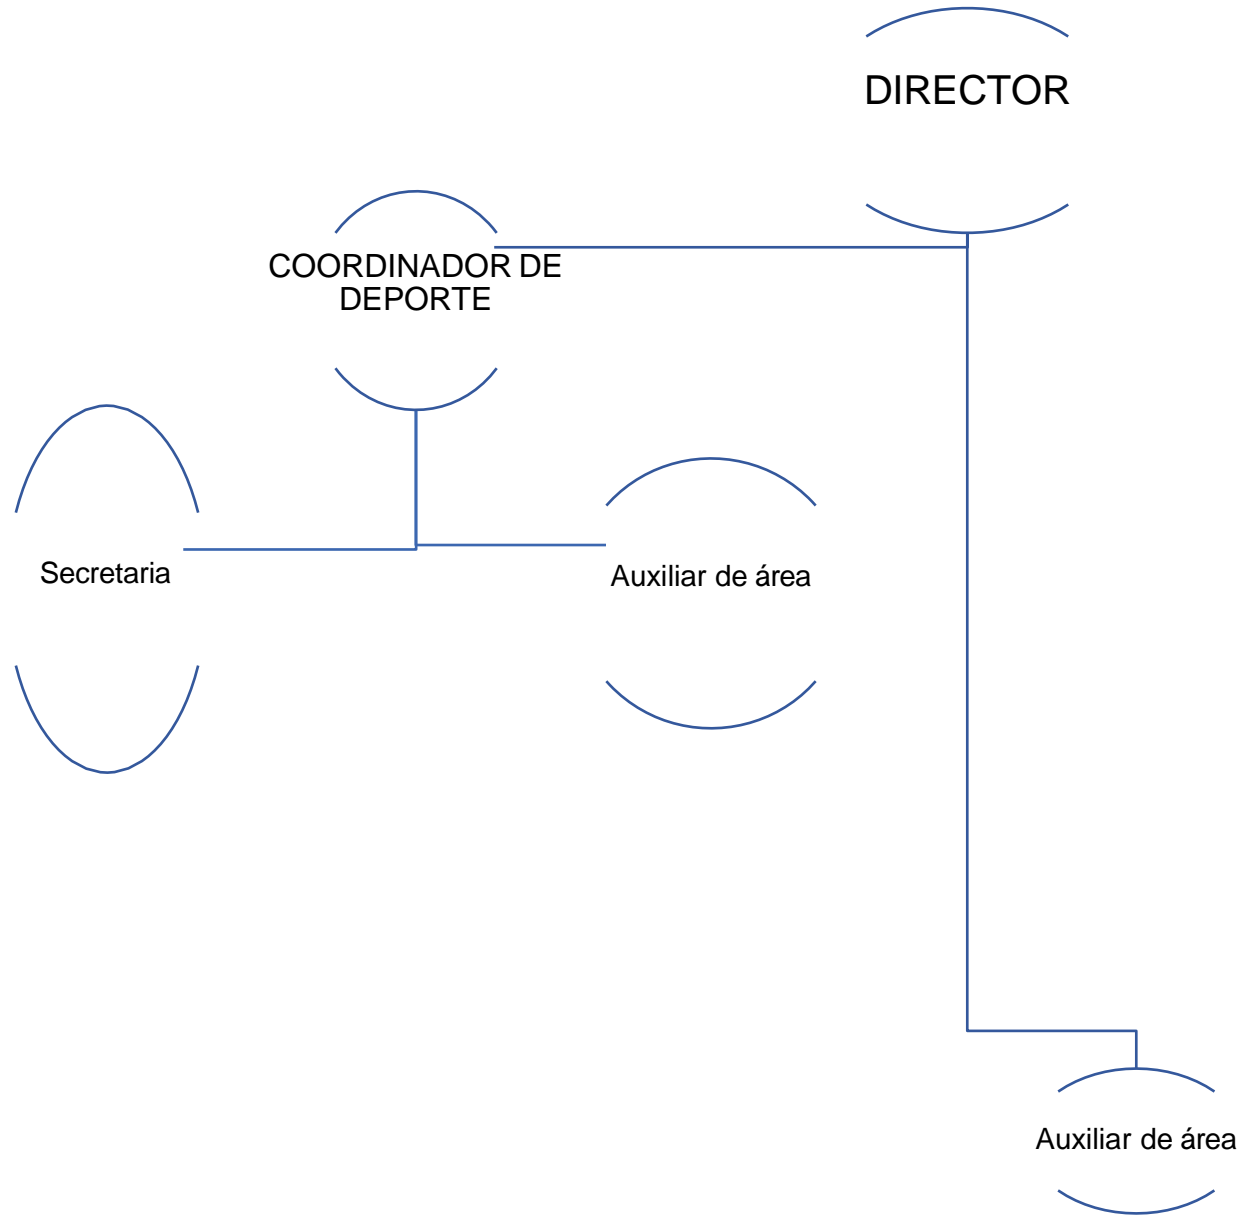 DIRECTOR
COORDINADOR DE
DEPORTE
Secretaria
Auxiliar de área
Auxiliar de área